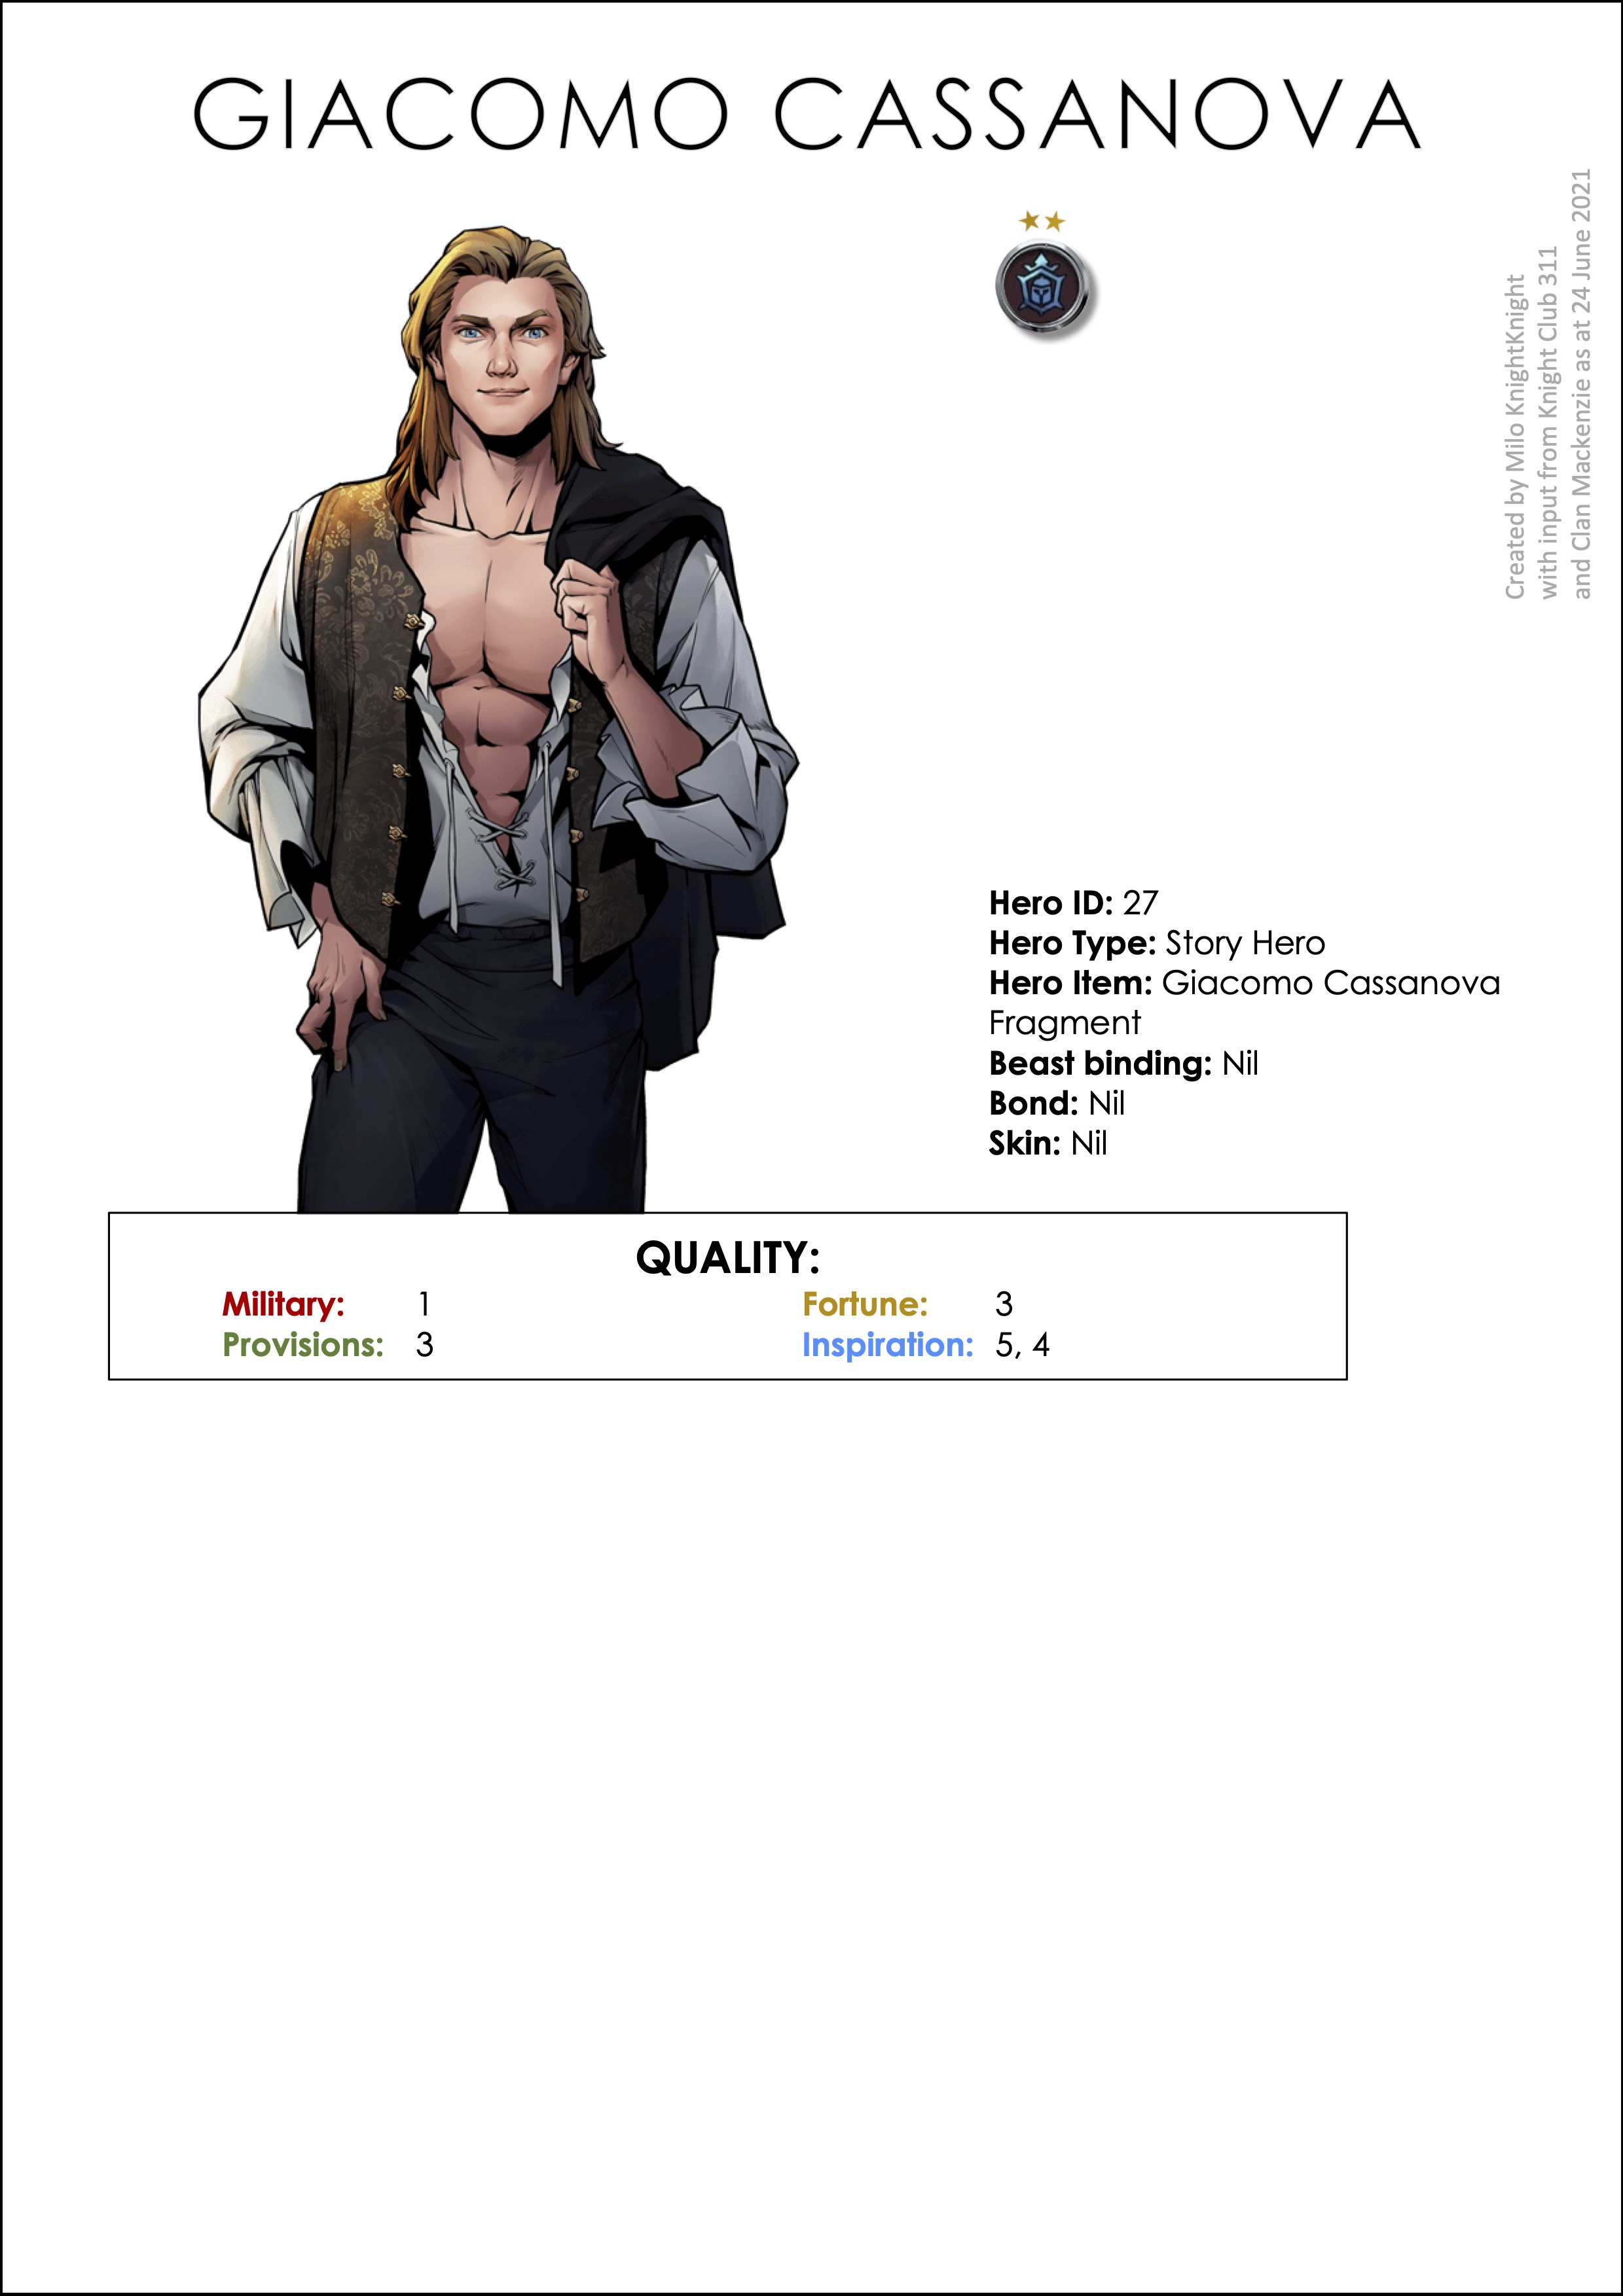 GIACOMO CASSANOVA
Created by Milo KnightKnight
with input from Knight Club 311
and Clan Mackenzie as at 24 June 2021
Hero ID: 27
Hero Type: Story Hero
Hero Item: Giacomo Cassanova
Fragment
Beast binding: Nil
Bond: Nil
Skin: Nil
QUALITY:
Military: 1 Fortune: 3
Provisions: 3 Inspiration: 5, 4